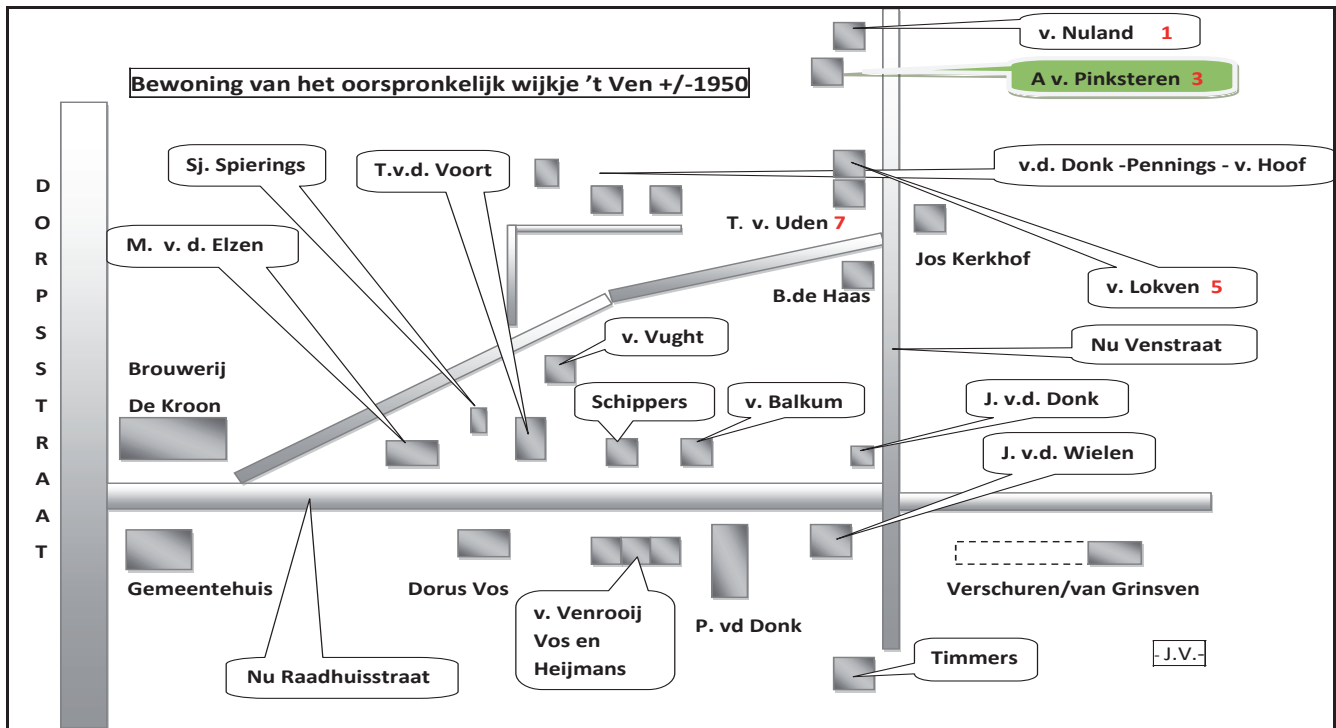 v. Nuland 1
Bewoning van het oorspronkelijk wijkje ’t Ven +/-1950
A v. Pinksteren 3
Sj. Spierings
T.v.d. Voort
v.d. Donk -Pennings - v. Hoof
DORPSSTRAAT
M. v. d. Elzen
T. v. Uden 7
Jos Kerkhof
B.de Haas
v. Lokven 5
v. Vught
Nu Venstraat
Brouwerij
De Kroon
Schippers
v. Balkum
J. v.d. Donk
J. v.d. Wielen
Gemeentehuis
Dorus Vos
v. Venrooij
Vos en
Heijmans
P. vd Donk
Verschuren/van Grinsven
Nu Raadhuisstraat
Timmers
- J.V.-